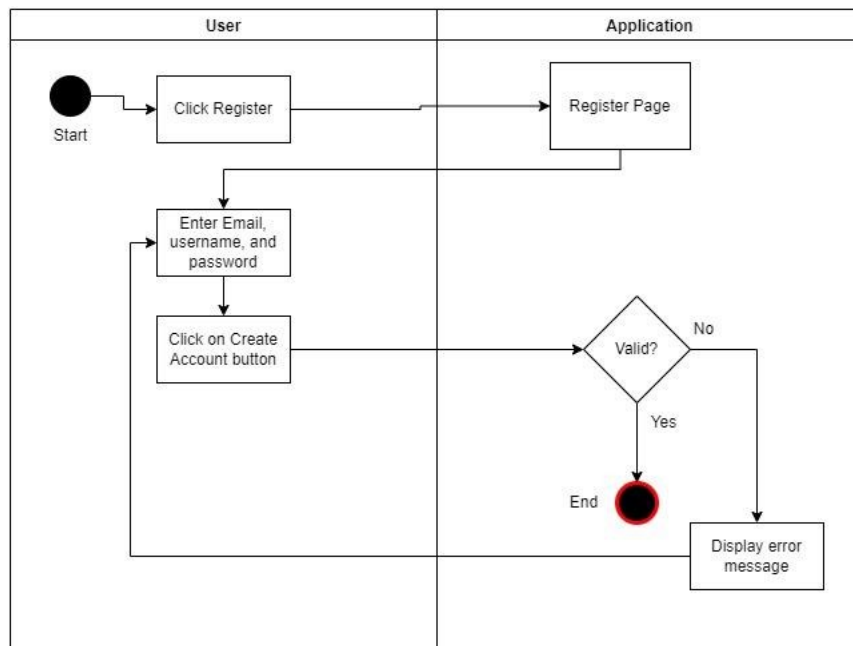 User
Application
Click Register
Register Page
Start
Enter Email,
username, and
password
Click on Create
Account button
Valid?
No
Yes
End
Display error
message